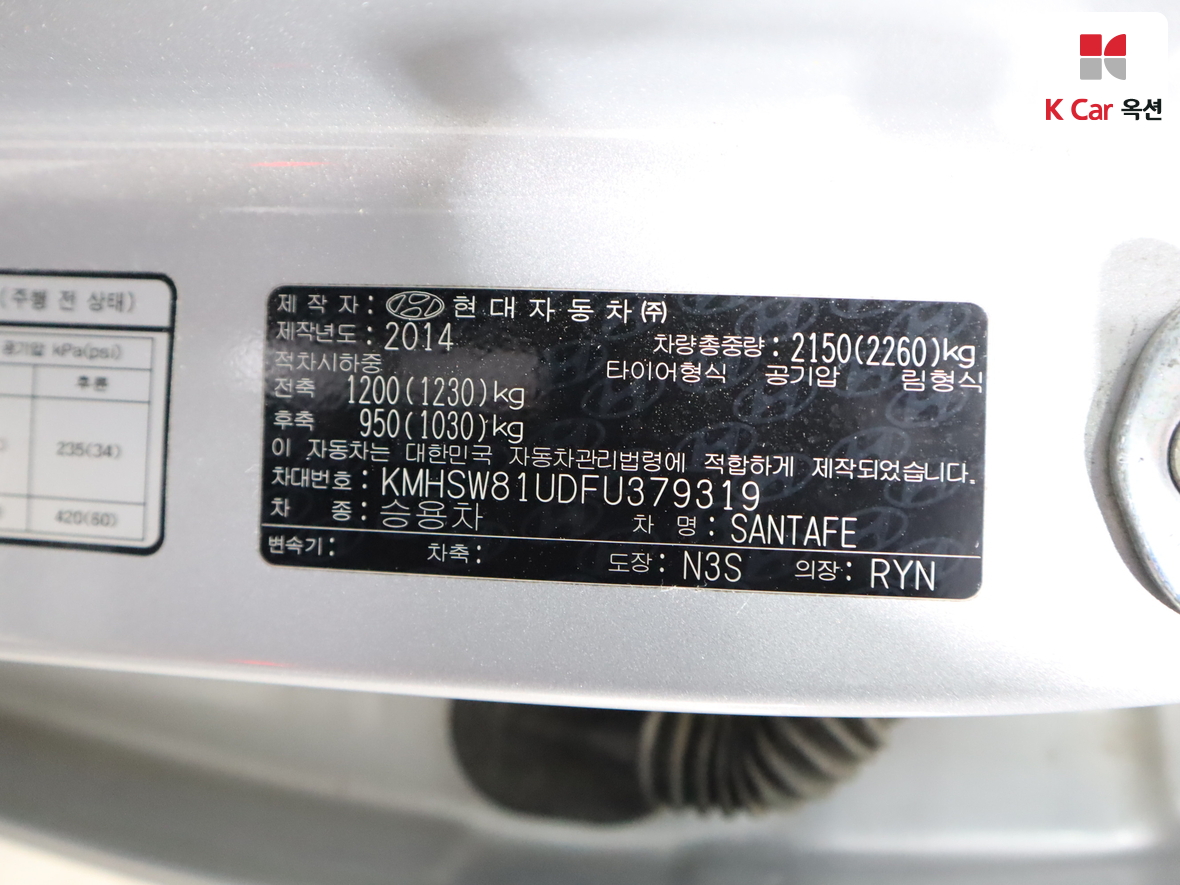 K Car 옥션
(주행 전 상태)
공기압 kPa(psi)
후륜
235(34)
420(60)
제 작 자 : 현 대 자 동 차 ㈜
제작년도 : 2014
차량총중량 : 2150(2260)kg
적차시하중
타이어형식 공기압 림형식
전축 1200(1230)kg
후축 950(1030)kg
이 자동차는 대한민국 자동차관리법령에 적합하게 제작되었습니다.
차대번호 : KMHSW81UDFU379319
차 종 : 승용차 차 명 : SANTAFE
변속기 : 차축 : 도장 : N3S 의장 : RYN